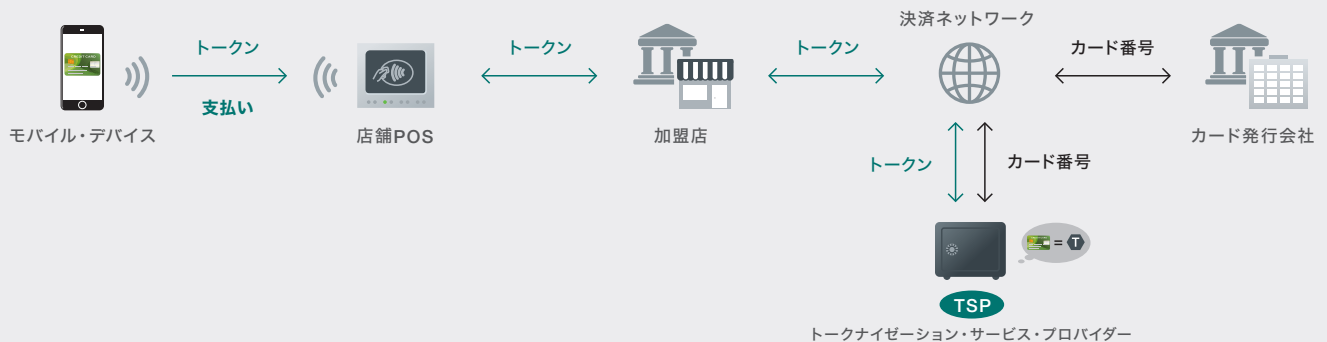 トークン
支払い
モバイル・デバイス
店舗POS
トークン
加盟店
トークン
決済ネットワーク
カード番号
カード発行会社
トークン
カード番号
= T
TSP
トークナイゼーション・サービス・プロバイダー